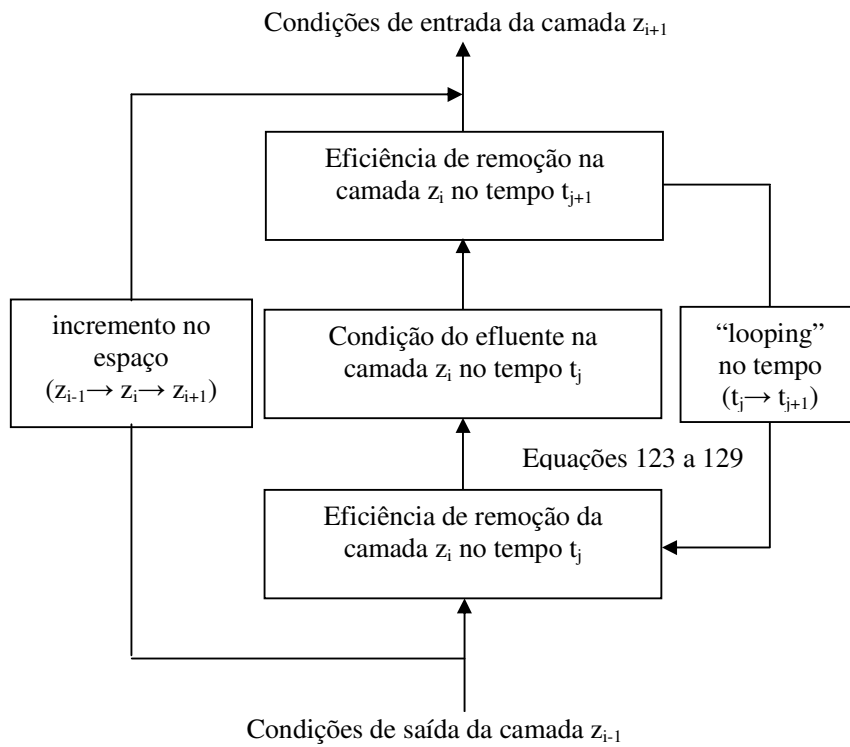 Condições de entrada da camada zi+1
Eficiência de remoção na
camada zi no tempo tj+1
incremento no
espaço
(zi-1→ zi→ zi+1)
Condição do efluente na
camada zi no tempo tj
“looping”
no tempo
(tj→ tj+1)
Equações 123 a 129
Eficiência de remoção da
camada zi no tempo tj
Condições de saída da camada zi-1